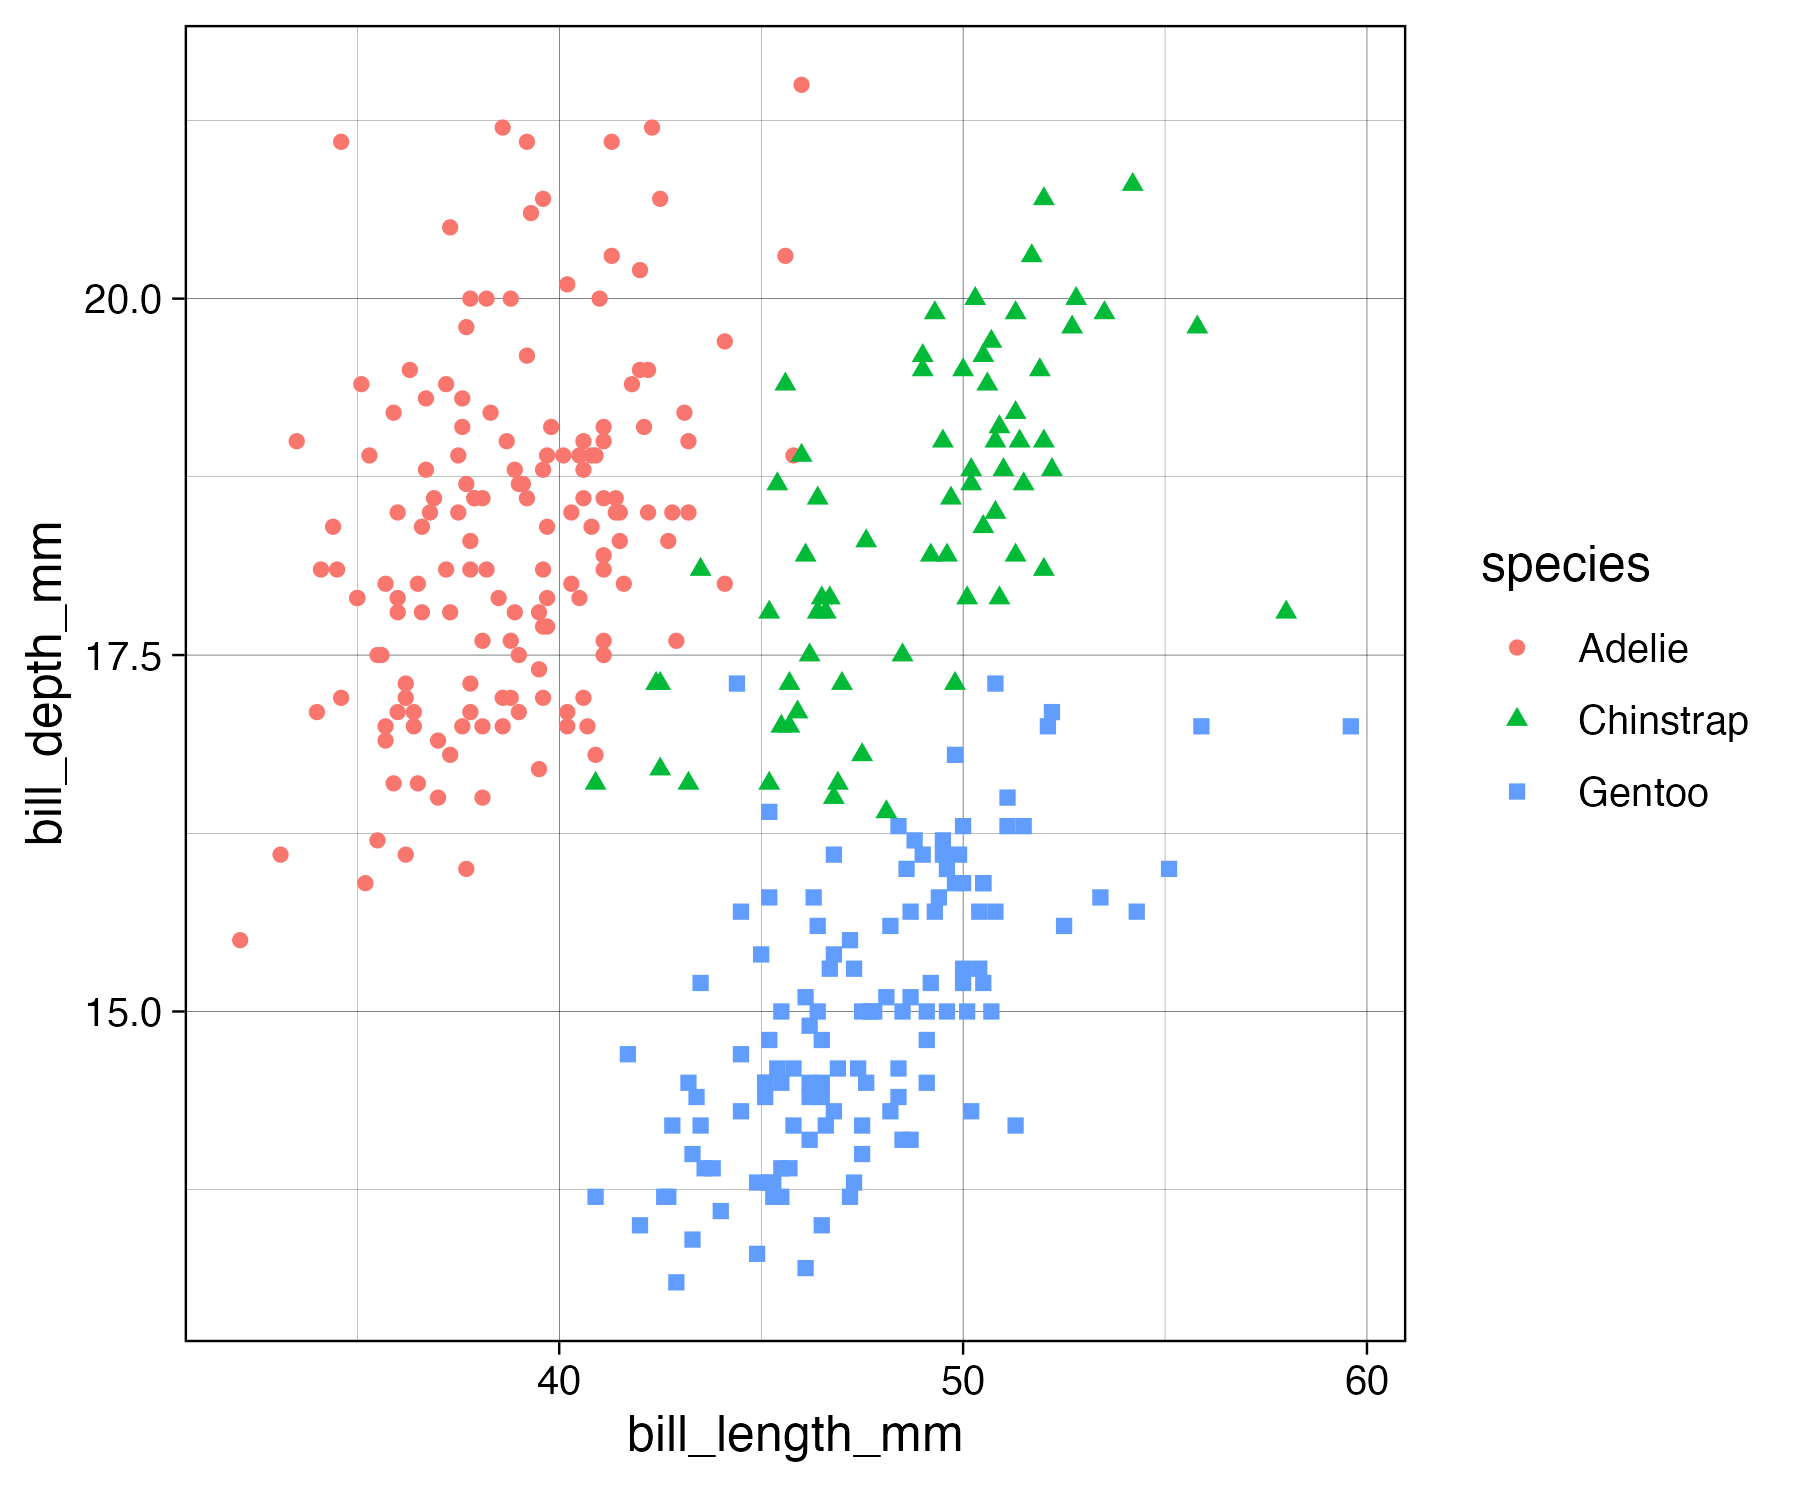 20.0
17.5
15.0
bill_depth_mm
40 50 60
bill_length_mm
species
Adelie
Chinstrap
Gentoo